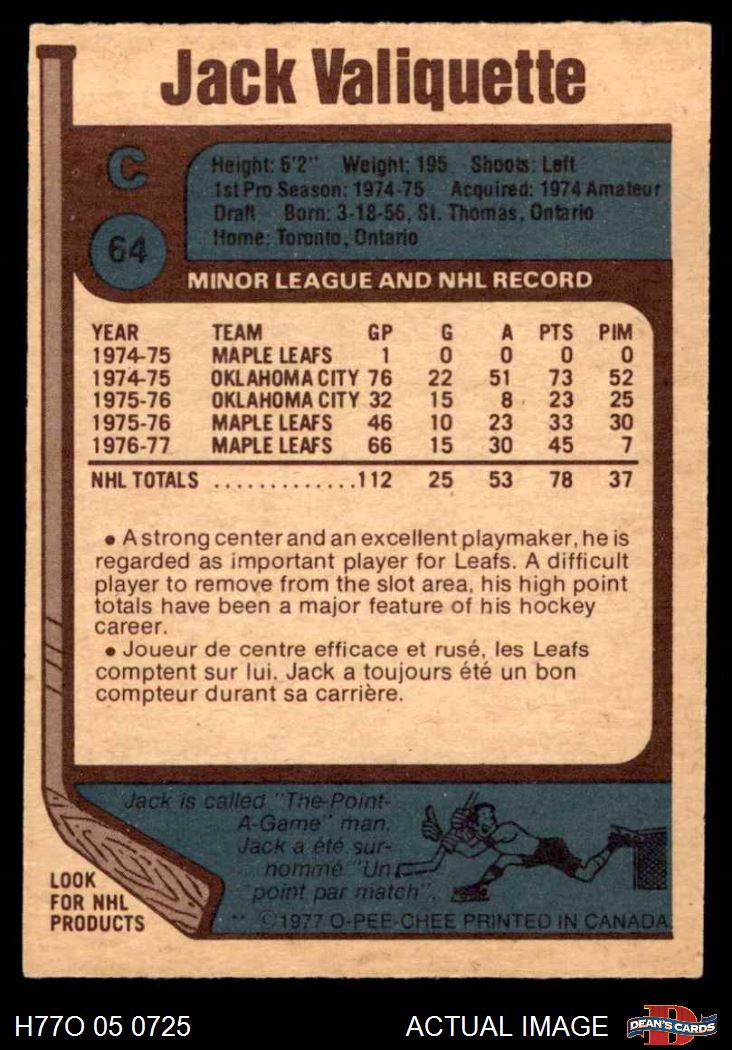 Jack Valiquette
C
64
Height: 6'2" Weight: 195 Shoots: Left
1st Pro Season: 1974-75 Acquired: 1974 Amateur
Draft Born: 3-18-56, St. Thomas, Ontario
Home: Toronto, Ontario
MINOR LEAGUE AND NHL RECORD
YEAR TEAM GP G A PTS PIM
1974-75 MAPLE LEAFS 1 0 0 0 0
1974-75 OKLAHOMA CITY 76 22 51 73 52
1975-76 OKLAHOMA CITY 32 15 8 23 25
1975-76 MAPLE LEAFS 46 10 23 33 30
1976-77 MAPLE LEAFS 66 15 30 45 7
NHL TOTALS .............112 25 53 78 37
• A strong center and an excellent playmaker, he is
regarded as important player for Leafs. A difficult
player to remove from the slot area, his high point
totals have been a major feature of his hockey
career.
• Joueur de centre efficace et rusé, les Leafs
comptent sur lui. Jack a toujours été un bon
compteur durant sa carrière.
Jack is called "The-Point-
A-Game" man.
Jack a été sur-
nommé "Un
point par match".
LOOK
FOR NHL
PRODUCTS
** ©1977 O-PEE-CHEE PRINTED IN CANADA
H77O 05 0725 ACTUAL IMAGE
D
DEAN'S CARDS